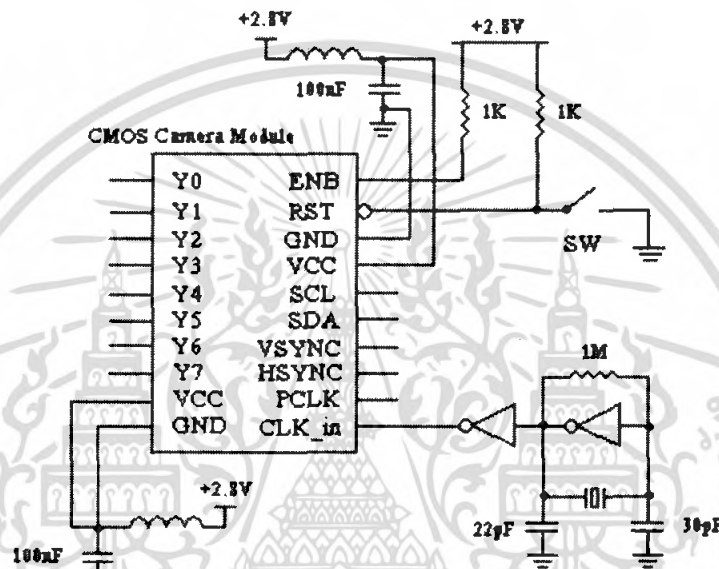 +2.8V
+2.8V
100nF
1K
1K
CMOS Camera Module
Y0 ENB
Y1 RST
Y2 GND
Y3 VCC
Y4 SCL
Y5 SDA
Y6 VSYNC
Y7 HSYNC
VCC PCLK
GND CLK_in
SW
1M
+2.8V
22pF
30pF
100nF